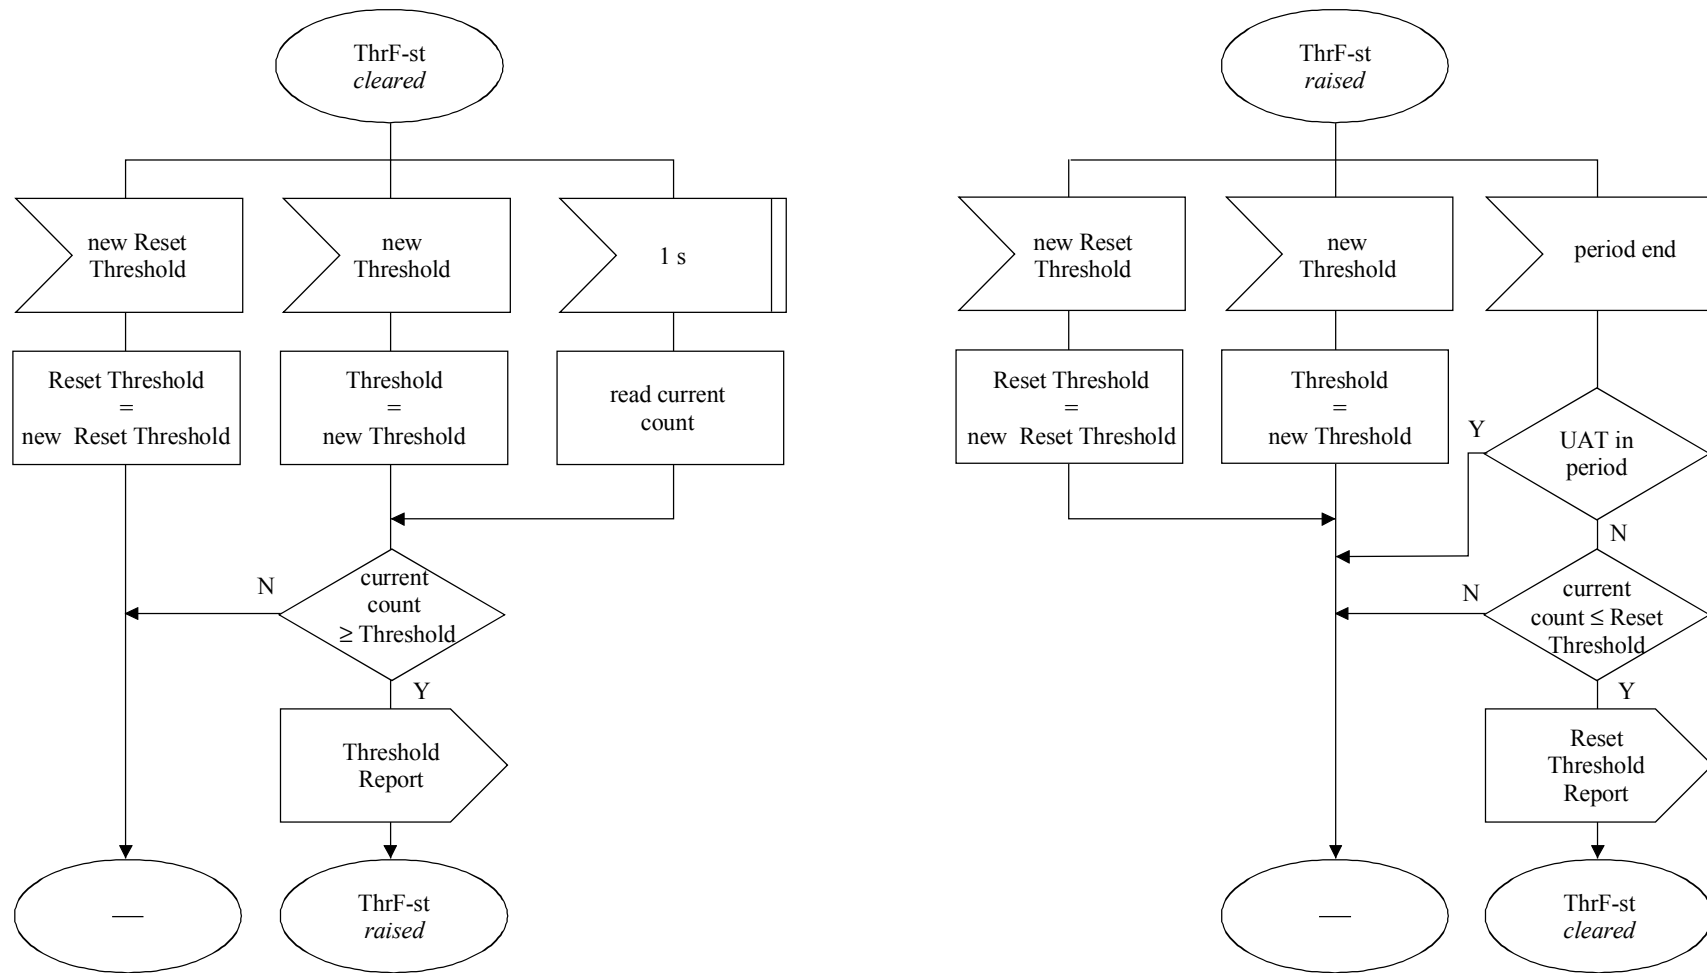 ThrF-st
cleared
new Reset
Threshold
new
Threshold
1 s
Reset Threshold
=
new  Reset Threshold
Threshold
=
new Threshold
read current
count
N
current
count
≥ Threshold
Y
Threshold
Report
—
ThrF-st
raised
ThrF-st
raised
new Reset
Threshold
new
Threshold
period end
Reset Threshold
=
new  Reset Threshold
Threshold
=
new Threshold
Y
UAT in
period
N
N
current
count ≤ Reset
Threshold
Y
Reset
Threshold
Report
—
ThrF-st
cleared